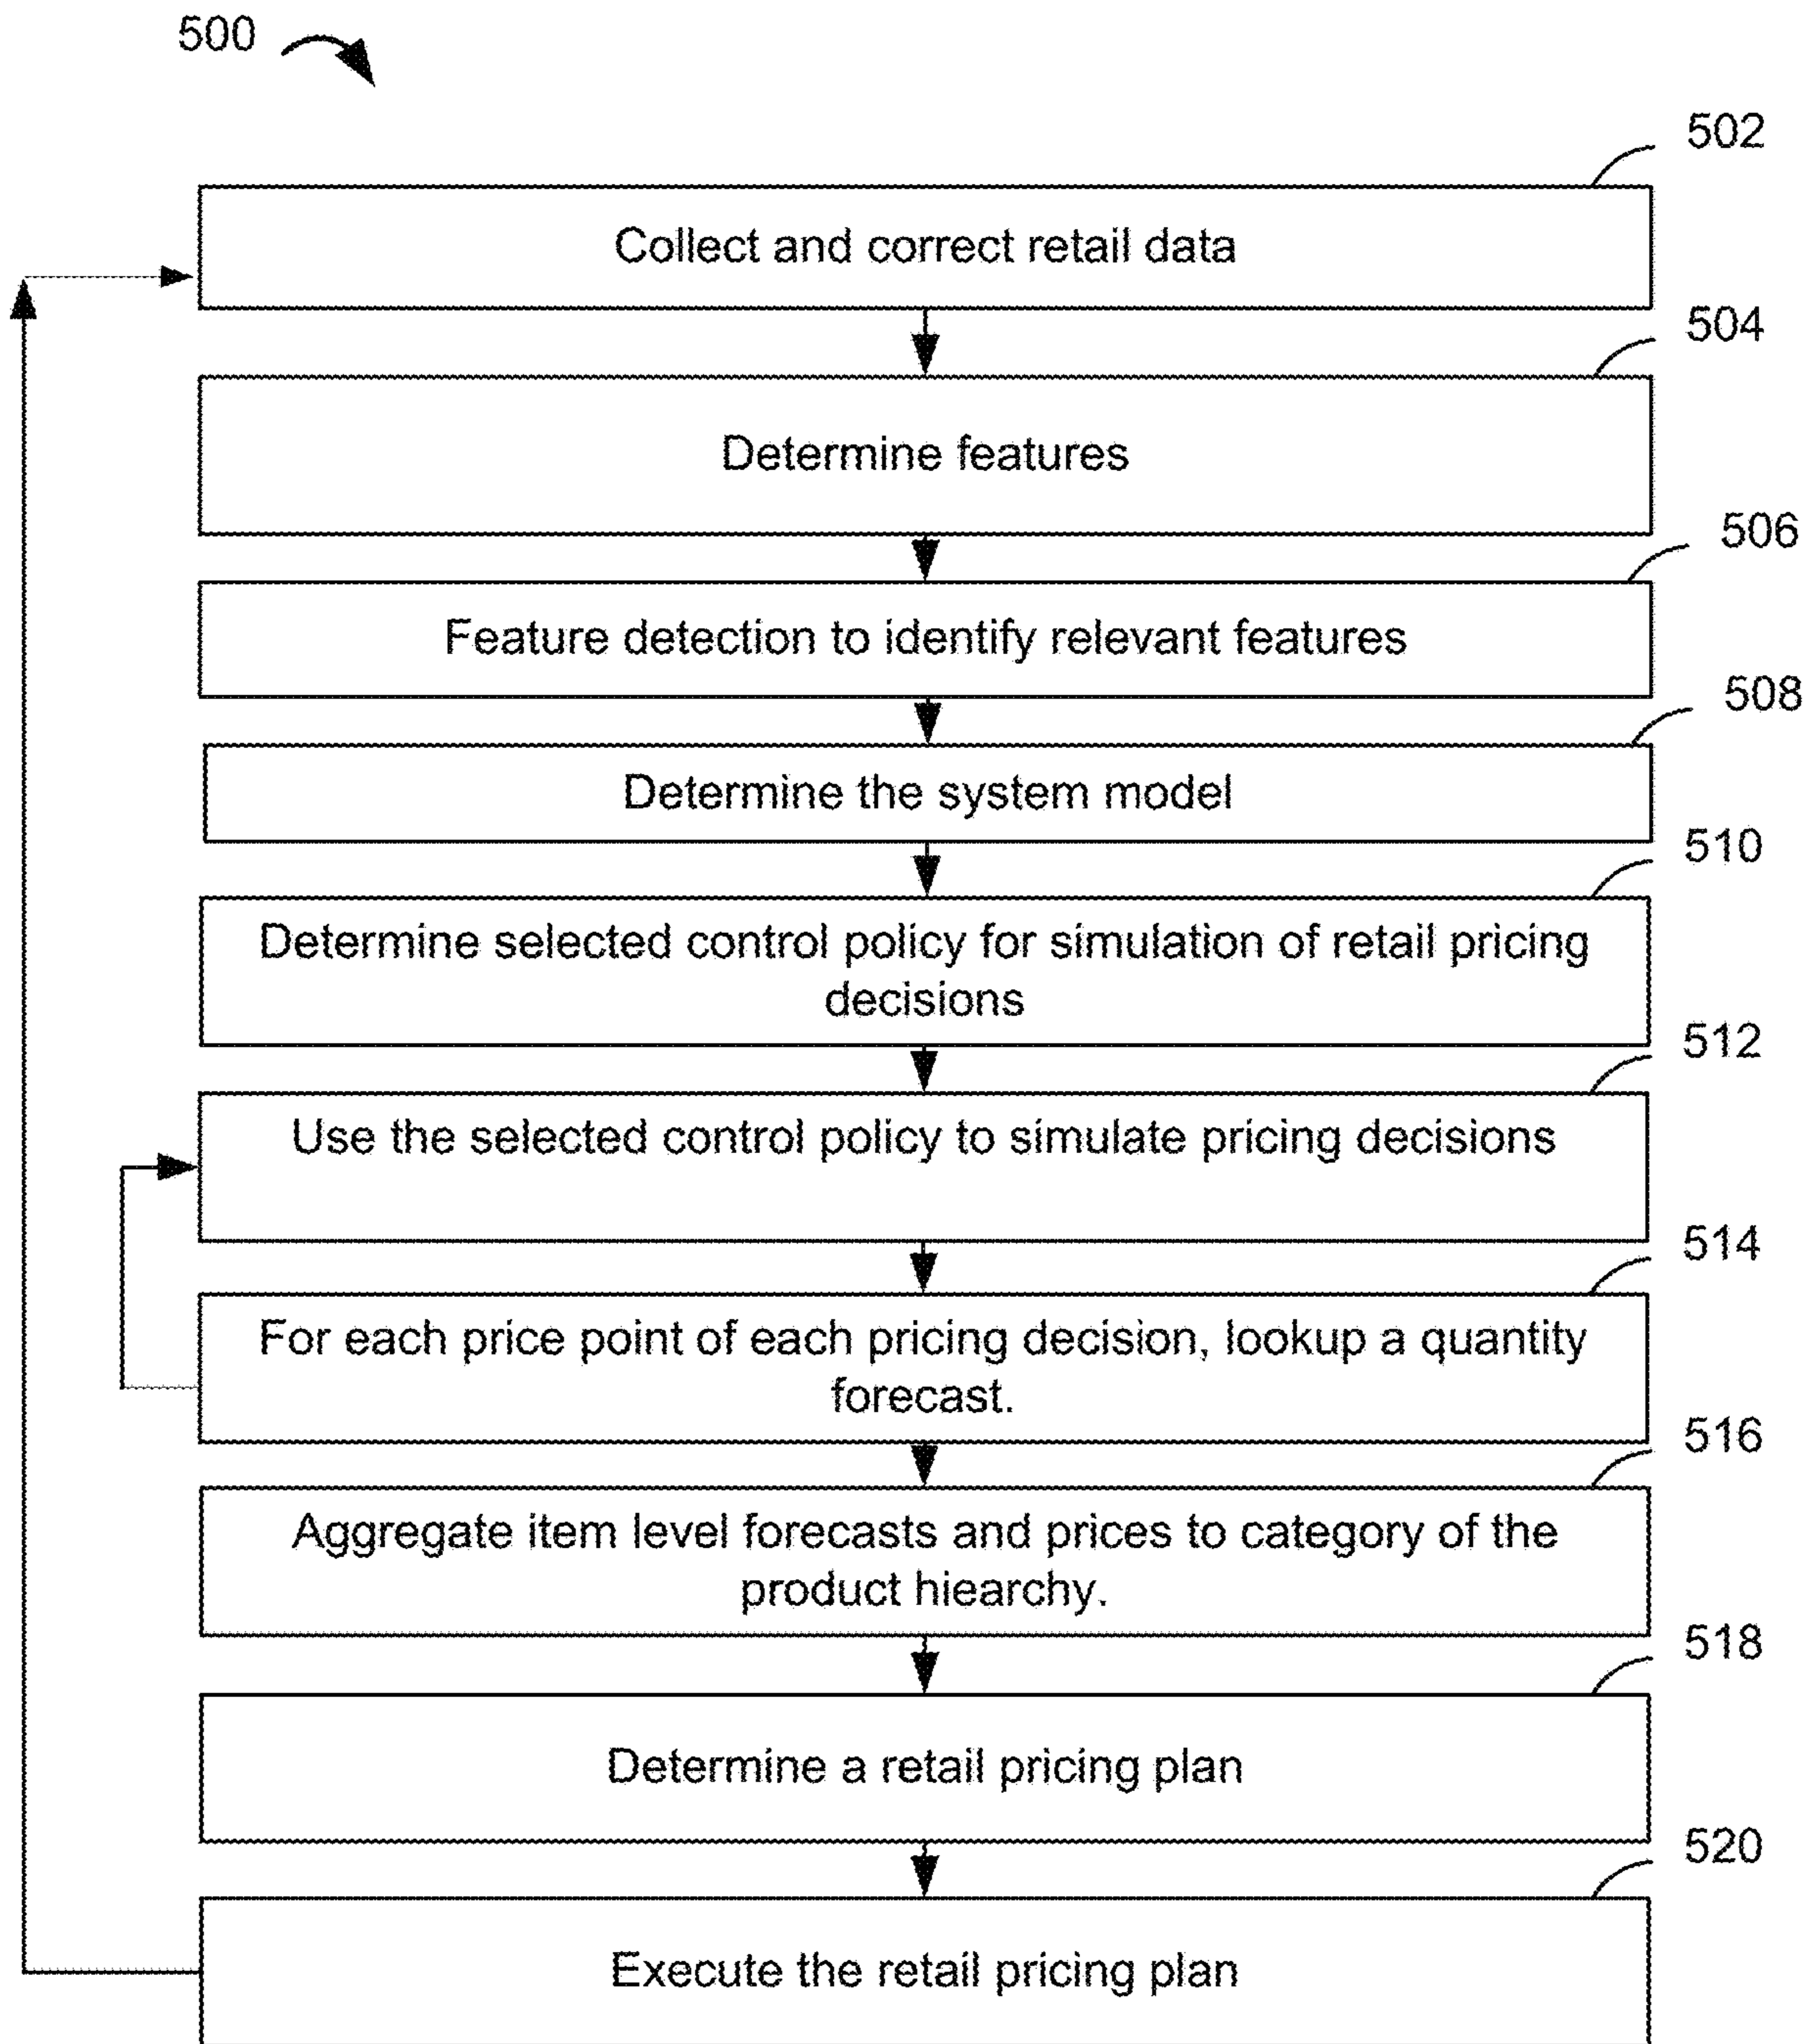 500
502
Collect and correct retail data
504
Determine features
506
Feature detection to identify relevant features
508
Determine the system model
510
Determine selected control policy for simulation of retail pricing
decisions
512
Use the selected control policy to simulate pricing decisions
514
For each price point of each pricing decision, lookup a quantity
forecast.
516
Aggregate item level forecasts and prices to category of the
product hiearchy.
518
Determine a retail pricing plan
520
Execute the retail pricing plan